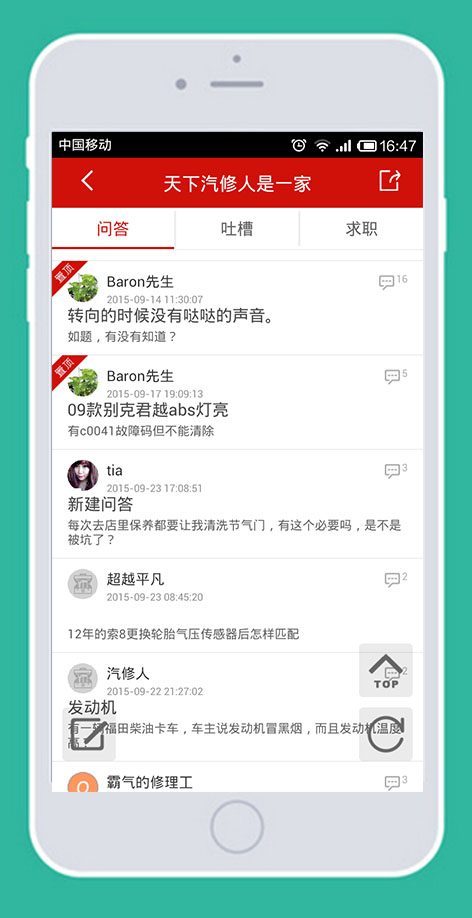 中国移动 16:47
天下汽修人是一家
问答 吐槽 求职
置顶
Baron先生 16
2015-09-14 11:30:07
转向的时候没有哒哒的声音。
如题，有没有知道？
置顶
Baron先生 5
2015-09-17 19:09:13
09款别克君越abs灯亮
有c0041故障码但不能清除
tia 3
2015-09-23 17:08:51
新建问答
每次去店里保养都要让我清洗节气门，有这个必要吗，是不是
被坑了？
超越平凡 2
2015-09-23 08:45:20
12年的索8更换轮胎气压传感器后怎样匹配
TOP
汽修人 2
2015-09-22 21:27:02
发动机
有一辆福田柴油卡车，车主说发动机冒黑烟，而且发动机温度
高？
霸气的修理工 3